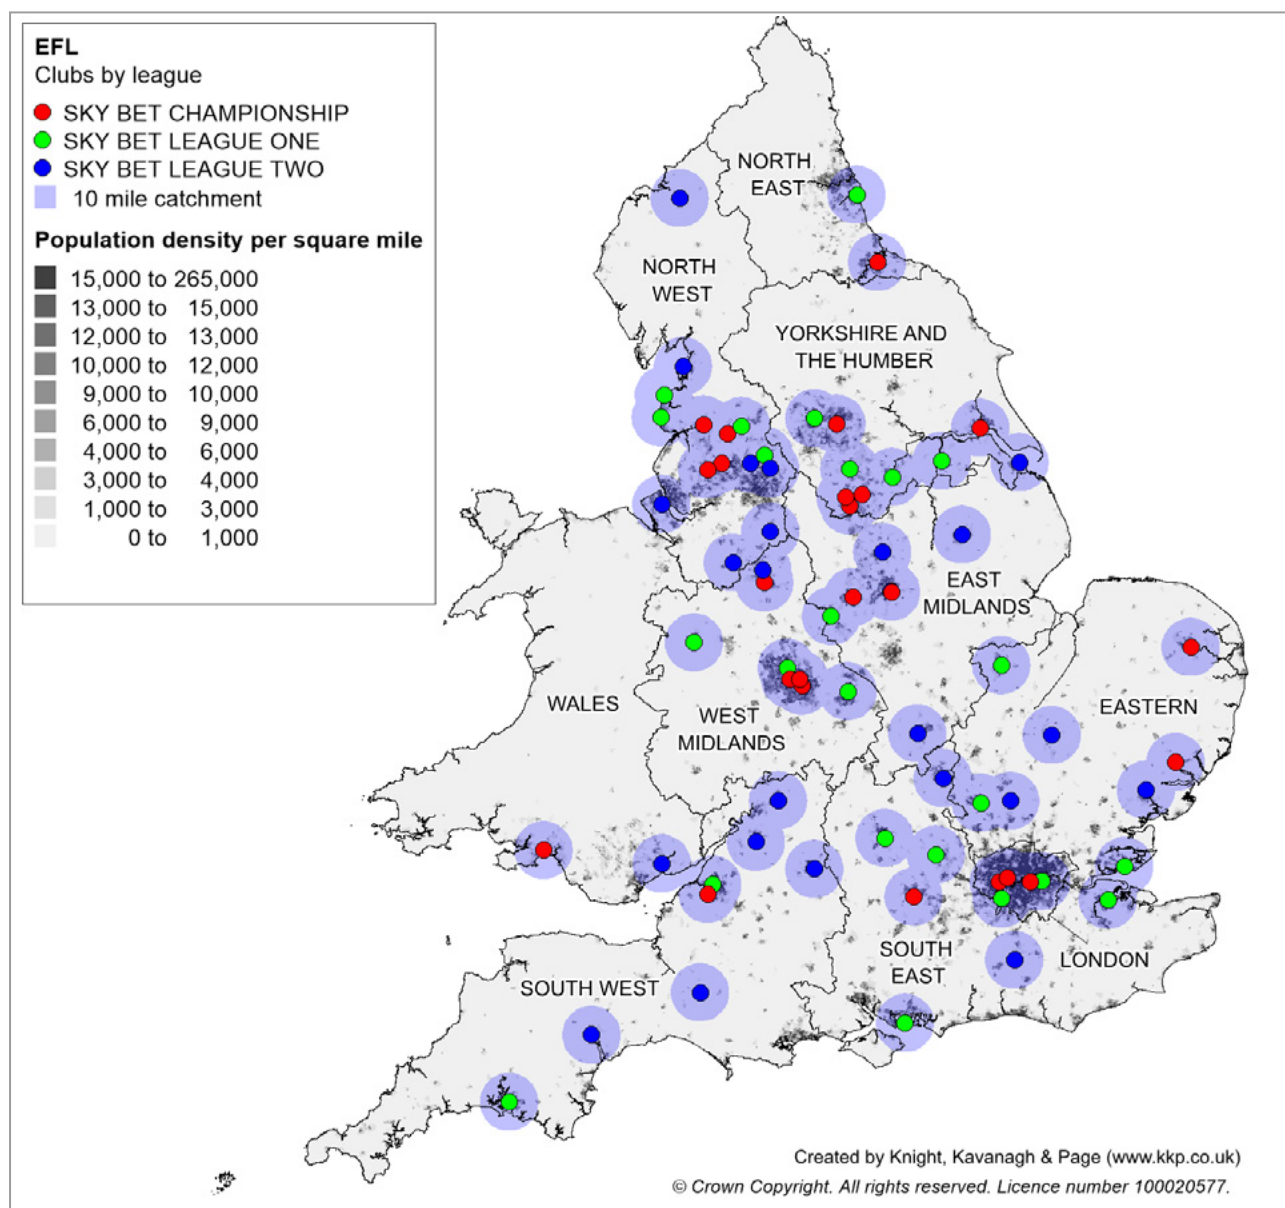 EFL
Clubs by league
SKY BET CHAMPIONSHIP
SKY BET LEAGUE ONE
SKY BET LEAGUE TWO
10 mile catchment
Population density per square mile
15,000 to 265,000
13,000 to 15,000
12,000 to 13,000
10,000 to 12,000
9,000 to 10,000
6,000 to 9,000
4,000 to 6,000
3,000 to 4,000
1,000 to 3,000
0 to 1,000
NORTH
EAST
NORTH
WEST
YORKSHIRE AND
THE HUMBER
EAST
MIDLANDS
WALES
WEST
MIDLANDS
EASTERN
SOUTH
EAST
LONDON
SOUTH WEST
Created by Knight, Kavanagh & Page (www.kkp.co.uk)
© Crown Copyright. All rights reserved. Licence number 100020577.